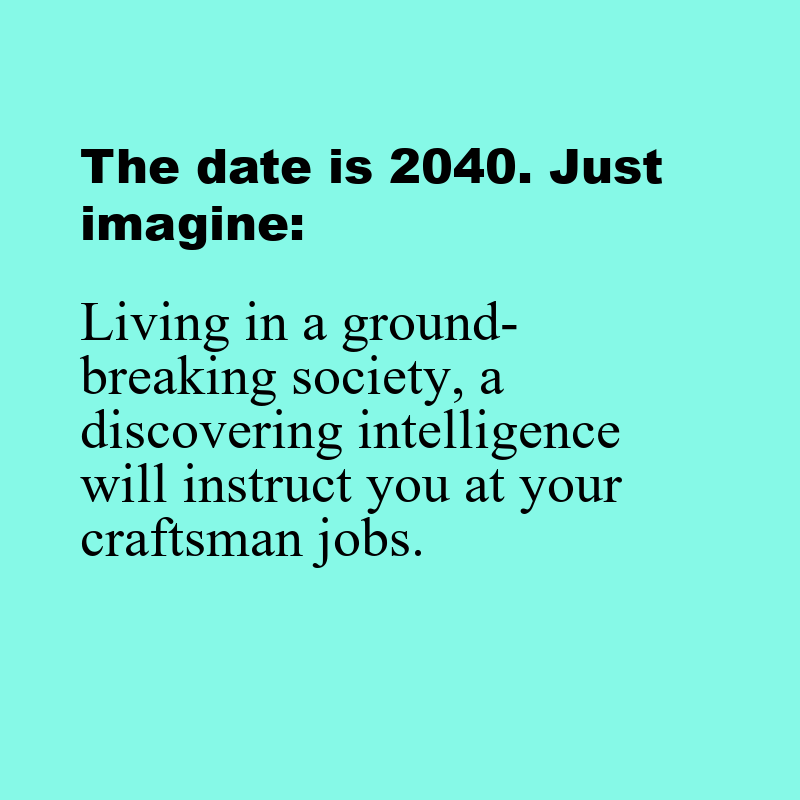 The date is 2040. Just
imagine:
Living in a ground-
breaking society, a
discovering intelligence
will instruct you at your
craftsman jobs.